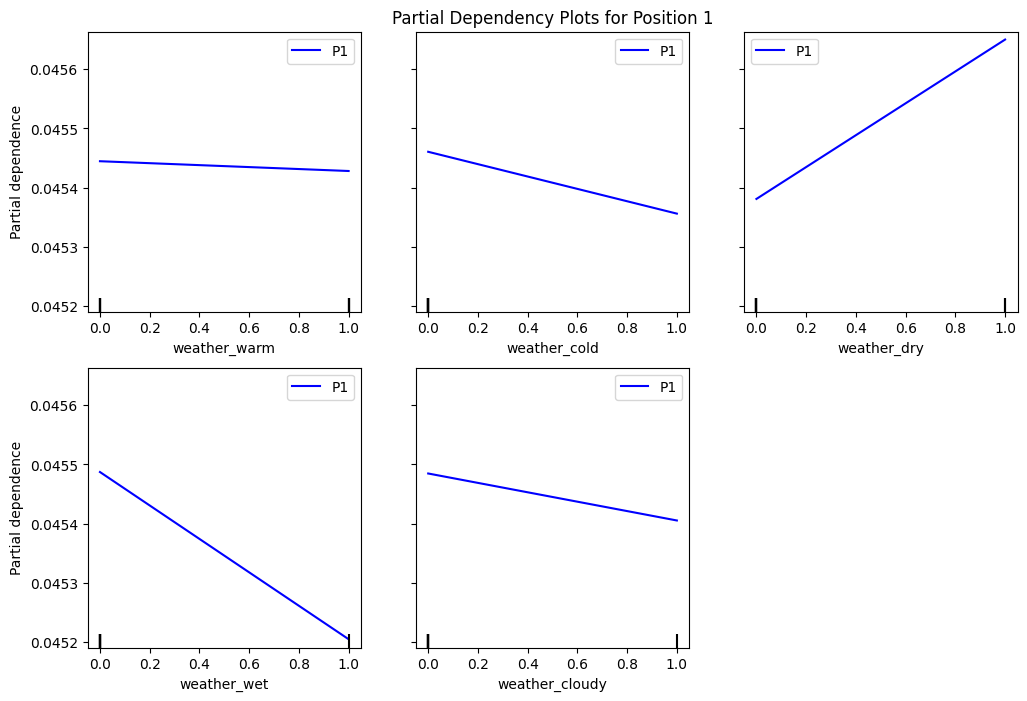 Partial Dependency Plots for Position 1
P1
P1
P1
Partial dependence
0.0456
0.0455
0.0454
0.0453
0.0452
0.0 0.2 0.4 0.6 0.8 1.0
0.0 0.2 0.4 0.6 0.8 1.0
0.0 0.2 0.4 0.6 0.8 1.0
weather_warm
weather_cold
weather_dry
P1
P1
Partial dependence
0.0456
0.0455
0.0454
0.0453
0.0452
0.0 0.2 0.4 0.6 0.8 1.0
0.0 0.2 0.4 0.6 0.8 1.0
weather_wet
weather_cloudy